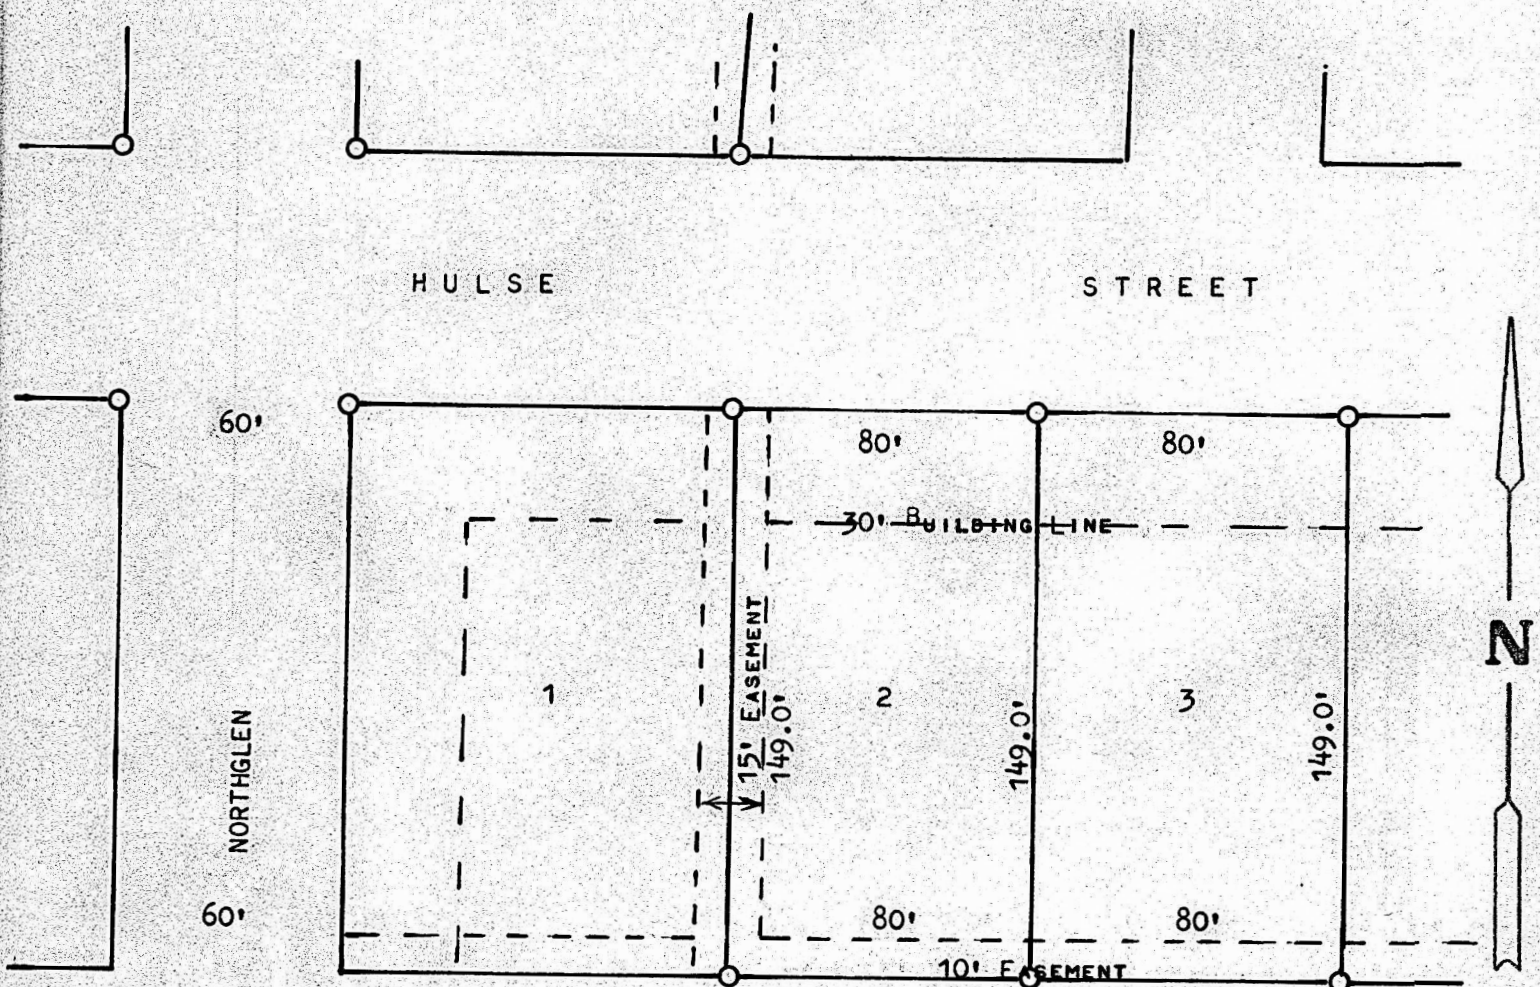 HULSE STREET
60'
80'
80'
30' BUILDING LINE
N
1
15' EASEMENT
149.0'
2
149.0'
3
149.0'
NORTHGLEN
60'
80'
80'
10' EASEMENT